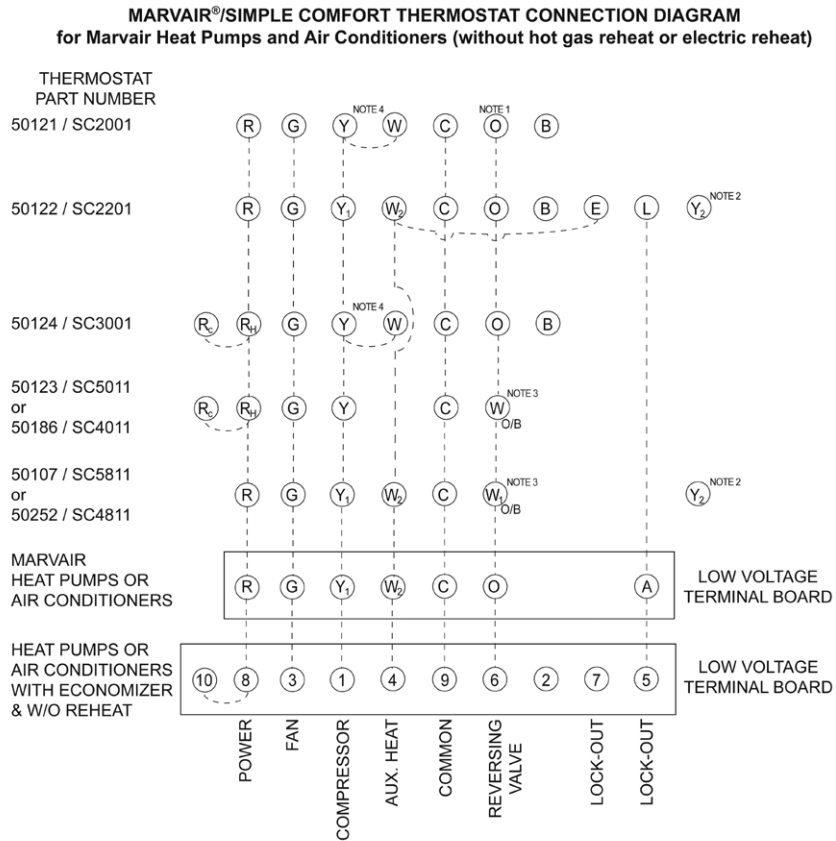 MARVAIR®/SIMPLE COMFORT THERMOSTAT CONNECTION DIAGRAM
for Marvair Heat Pumps and Air Conditioners (without hot gas reheat or electric reheat)
THERMOSTAT
PART NUMBER
NOTE 4 NOTE 1
50121 / SC2001 R G Y W C O B
50122 / SC2201 R G Y1 W2 C O B E L Y2 NOTE 2
NOTE 4
50124 / SC3001 Rc RH G Y W C O B
50123 / SC5011
or Rc RH G Y C W NOTE 3
50186 / SC4011 O/B
50107 / SC5811
or R G Y1 W2 C W1 NOTE 3 Y2 NOTE 2
50252 / SC4811 O/B
MARVAIR
HEAT PUMPS OR R G Y1 W2 C O A LOW VOLTAGE
AIR CONDITIONERS TERMINAL BOARD
HEAT PUMPS OR
AIR CONDITIONERS 10 8 3 1 4 9 6 2 7 5 LOW VOLTAGE
WITH ECONOMIZER TERMINAL BOARD
& W/O REHEAT
POWER
FAN
COMPRESSOR
AUX. HEAT
COMMON
REVERSING
VALVE
LOCK-OUT
LOCK-OUT